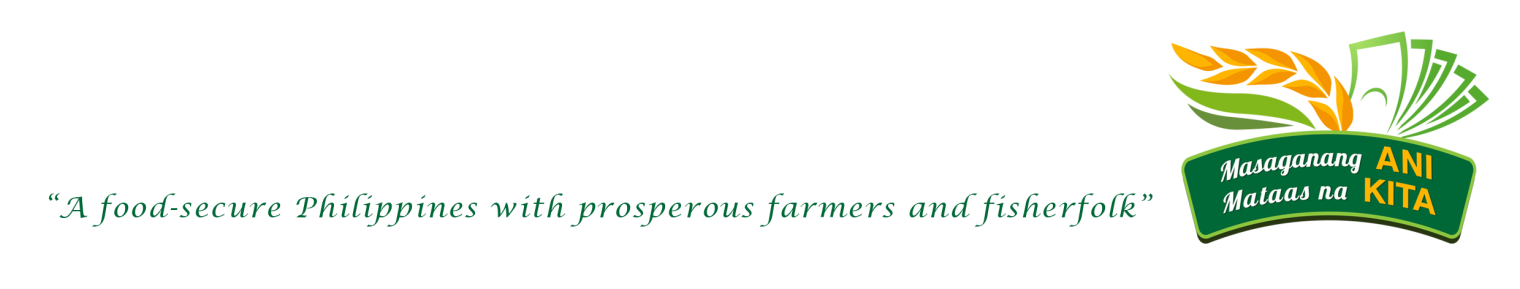 “A food-secure Philippines with prosperous farmers and fisherfolk”
Masaganang ANI
Mataas na KITA